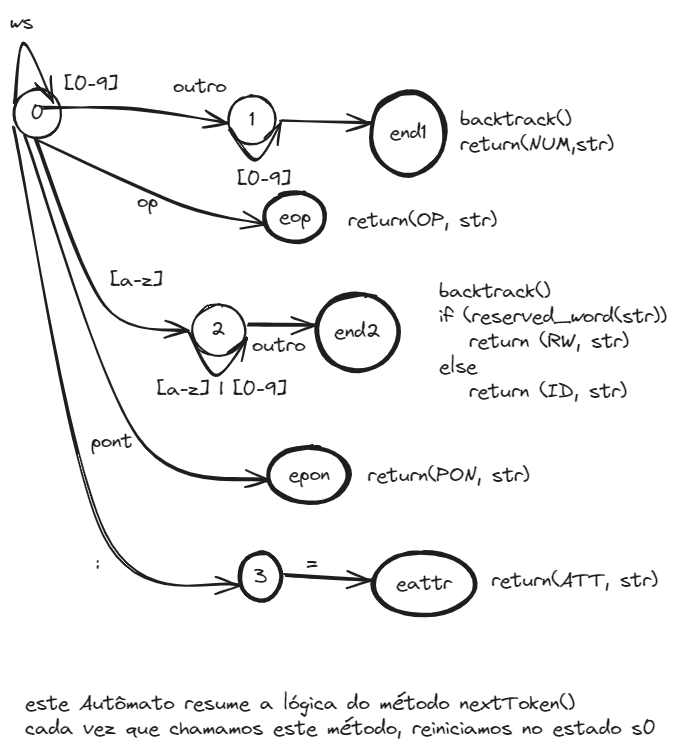 ws
[0-9]
outro
0
1
end1
backtrack()
return(NUM,str)
[0-9]
op
eop
return(OP, str)
[a-z]
2
outro
end2
backtrack()
if (reserved_word(str))
return (RW, str)
else
return (ID, str)
[a-z] | [0-9]
pont
epon
return(PON, str)
:
3
=
eattr
return(ATT, str)
este Autômato resume a lógica do método nextToken()
cada vez que chamamos este método, reiniciamos no estado s0